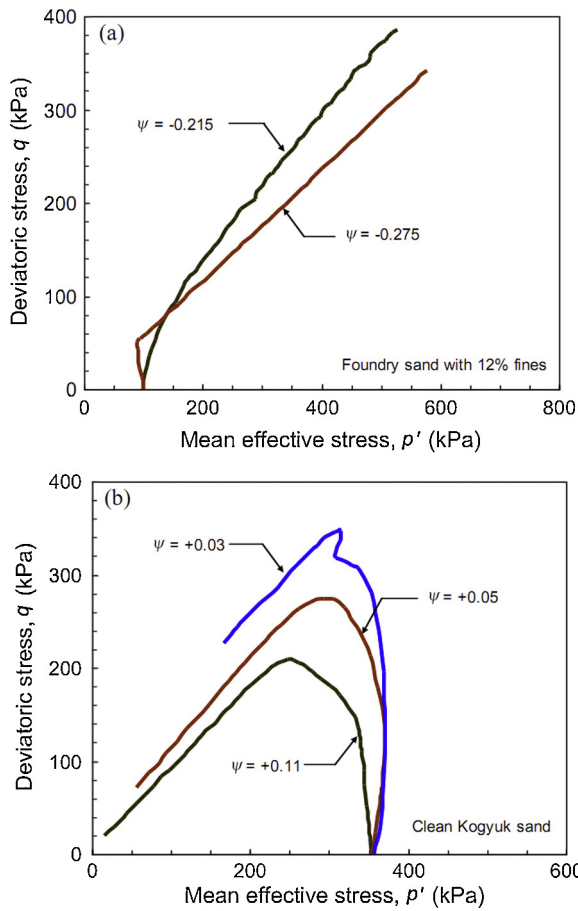 (a)
400
300
200
100
0
Deviatoric stress, q (kPa)
ψ = -0.215
ψ = -0.275
Foundry sand with 12% fines
0 200 400 600 800
Mean effective stress, p' (kPa)
(b)
400
300
200
100
0
Deviatoric stress, q (kPa)
ψ = +0.03
ψ = +0.05
ψ = +0.11
Clean Kogyuk sand
0 200 400 600
Mean effective stress, p' (kPa)